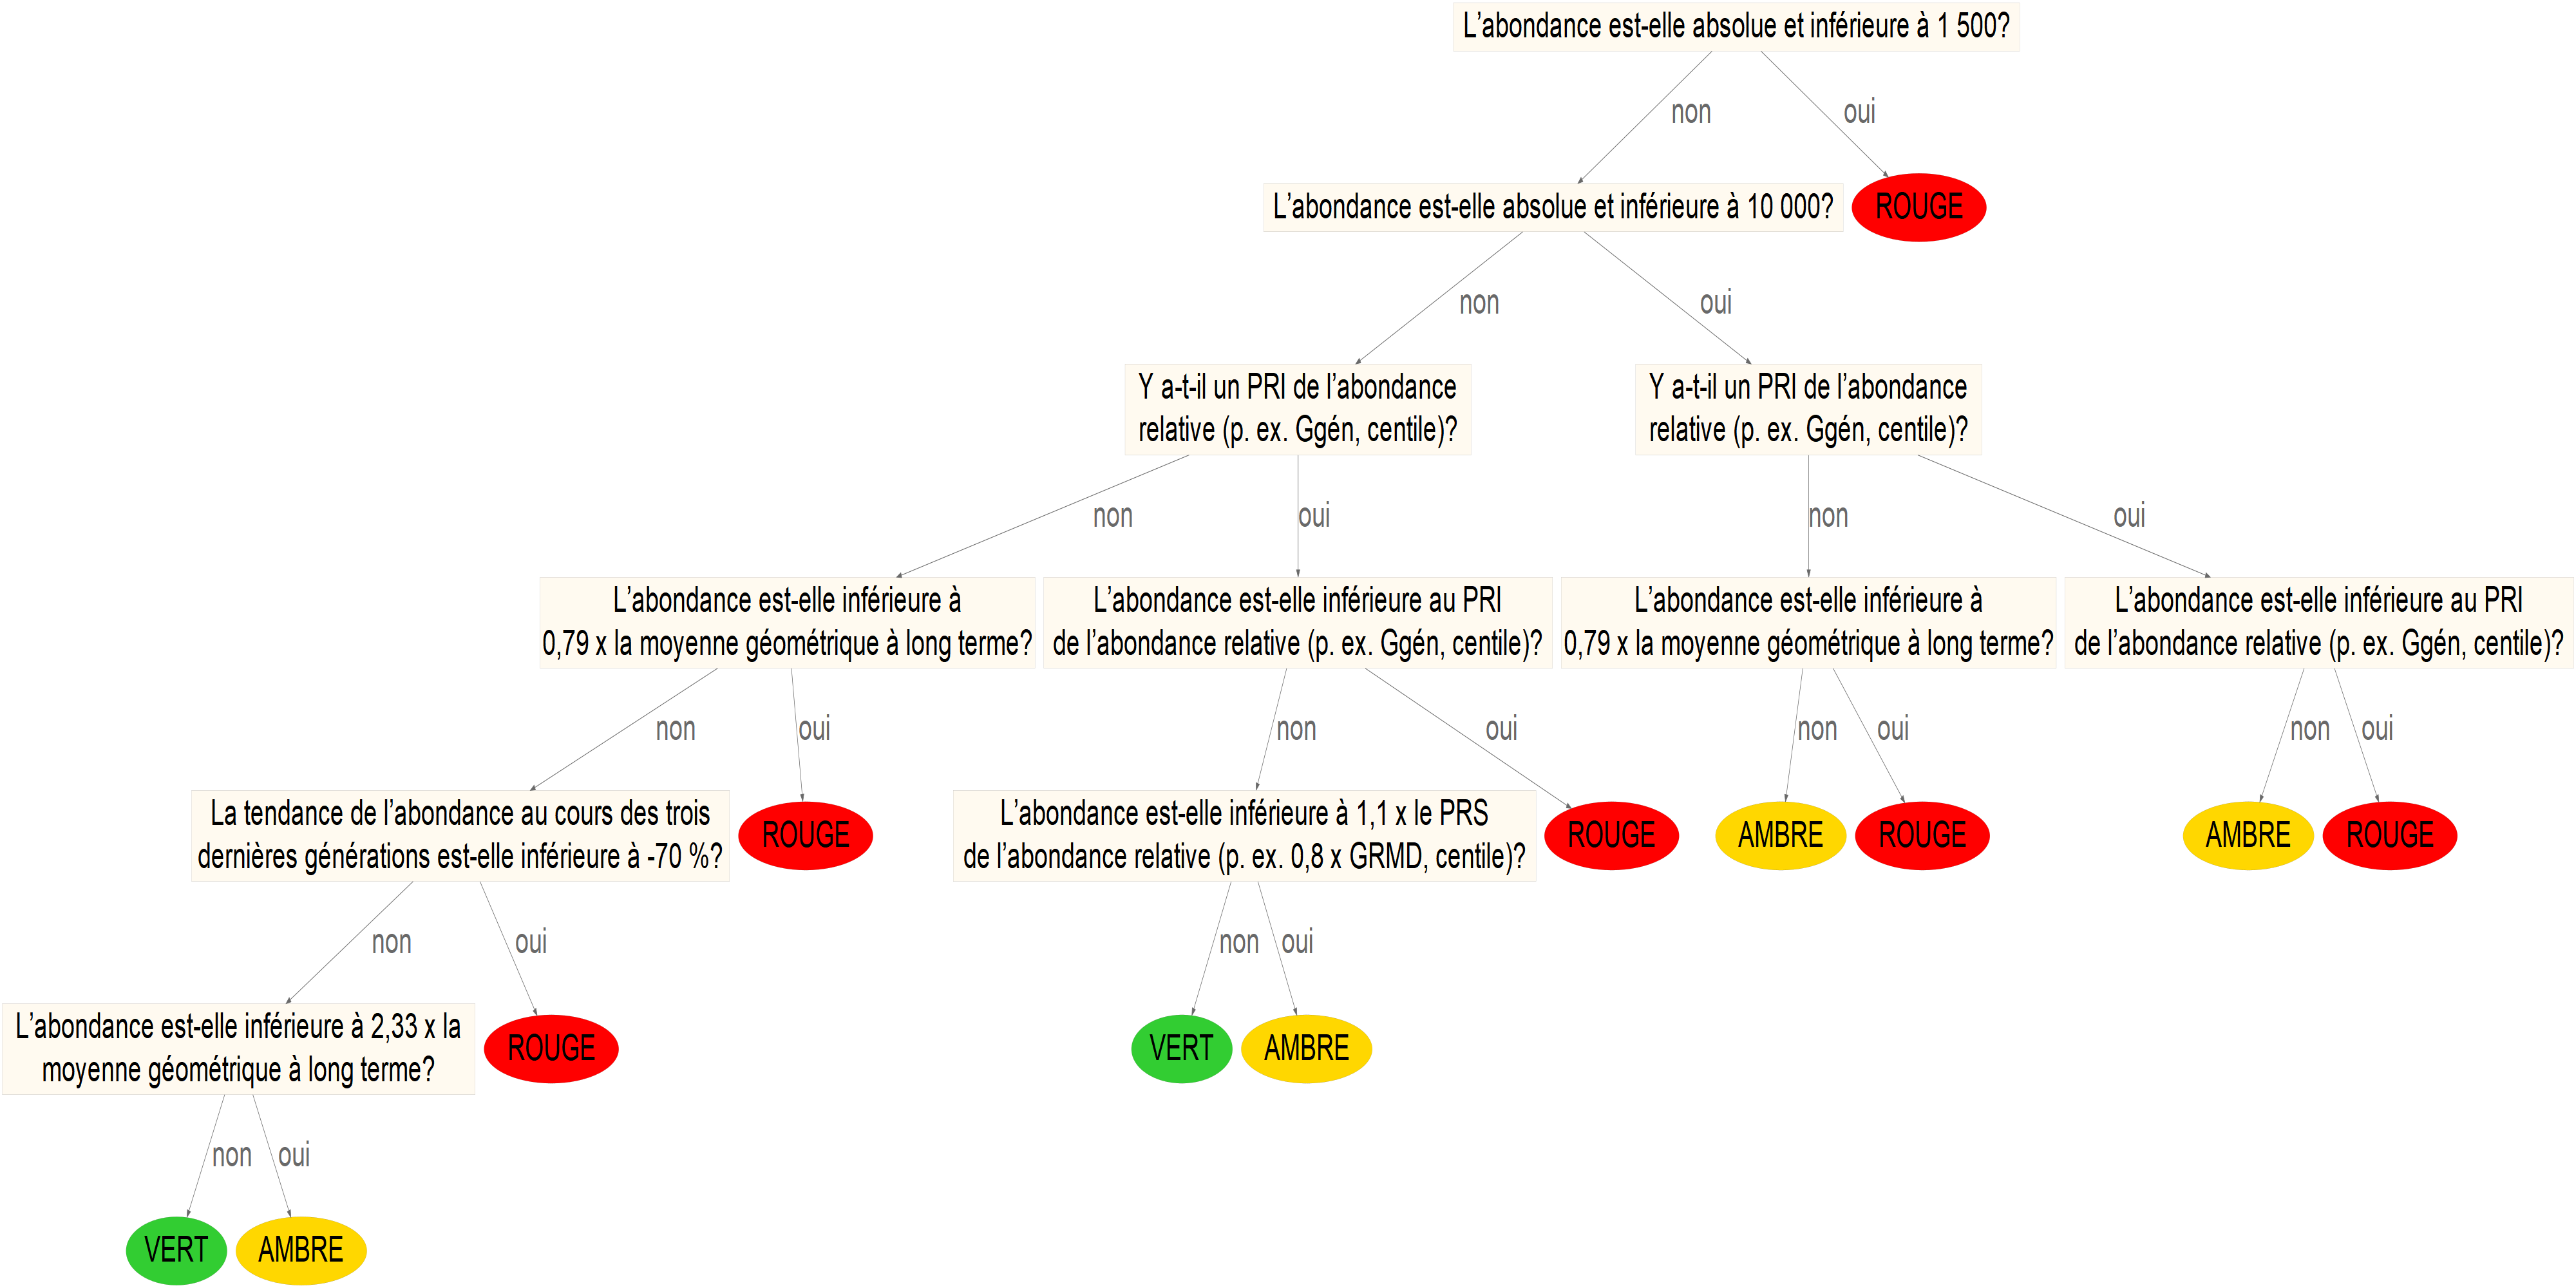 L’abondance est-elle absolue et inférieure à 1 500?
non
oui
L’abondance est-elle absolue et inférieure à 10 000?
ROUGE
non
oui
Y a-t-il un PRI de l’abondance
relative (p. ex. Ggén, centile)?
Y a-t-il un PRI de l’abondance
relative (p. ex. Ggén, centile)?
non
oui
non
oui
L’abondance est-elle inférieure à
0,79 x la moyenne géométrique à long terme?
L’abondance est-elle inférieure au PRI
de l’abondance relative (p. ex. Ggén, centile)?
L’abondance est-elle inférieure à
0,79 x la moyenne géométrique à long terme?
L’abondance est-elle inférieure au PRI
de l’abondance relative (p. ex. Ggén, centile)?
non
oui
non
oui
non
oui
non
oui
La tendance de l’abondance au cours des trois
dernières générations est-elle inférieure à -70 %?
ROUGE
L’abondance est-elle inférieure à 1,1 x le PRS
de l’abondance relative (p. ex. 0,8 x GRMD, centile)?
ROUGE
AMBRE
ROUGE
AMBRE
ROUGE
non
oui
non
oui
L’abondance est-elle inférieure à 2,33 x la
moyenne géométrique à long terme?
ROUGE
VERT
AMBRE
non
oui
VERT
AMBRE